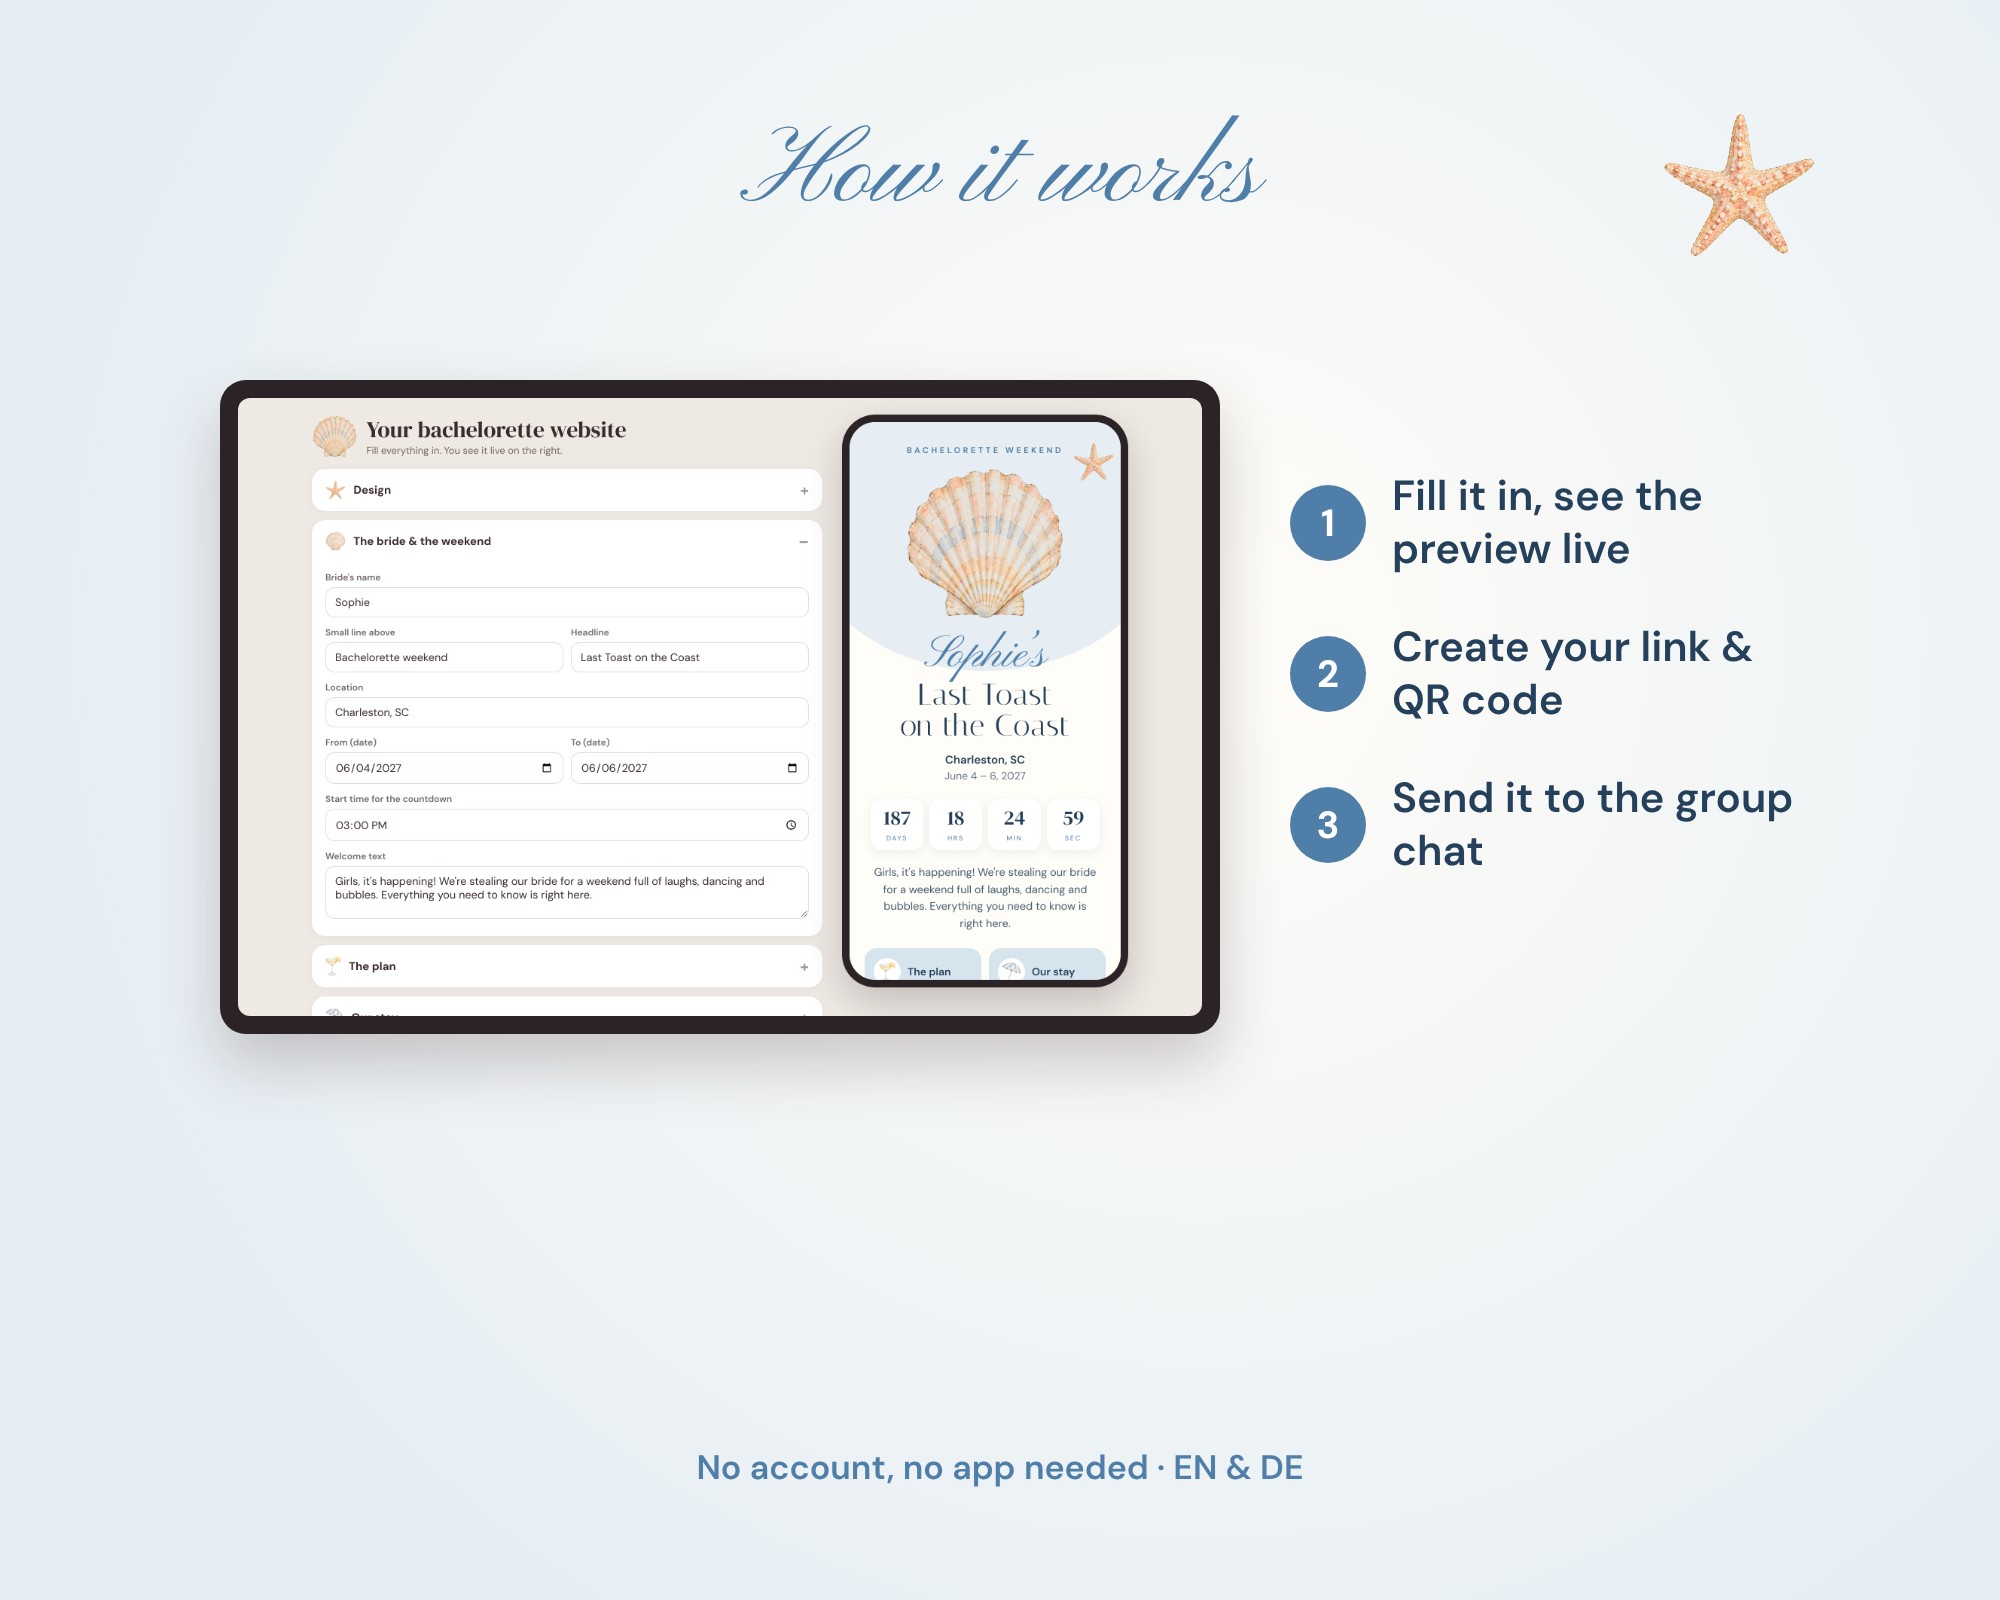 How it works
Your bachelorette website
Fill everything in. You see it live on the right.
Design
The bride & the weekend
Bride's name
Sophie
Small line above
Headline
Bachelorette weekend
Last Toast on the Coast
Location
Charleston, SC
From (date)
To (date)
06/04/2027
06/06/2027
Start time for the countdown
03:00 PM
Welcome text
Girls, it's happening! We're stealing our bride for a weekend full of laughs, dancing and
bubbles. Everything you need to know is right here.
The plan
BACHELORETTE WEEKEND
Sophie's
Last Toast
on the Coast
Charleston, SC
June 4 – 6, 2027
187
18
24
59
DAYS
HRS
MIN
SEC
Girls, it's happening! We're stealing our bride
for a weekend full of laughs, dancing and
bubbles. Everything you need to know is
right here.
The plan
Our stay
1
Fill it in, see the
preview live
2
Create your link &
QR code
3
Send it to the group
chat
No account, no app needed · EN & DE